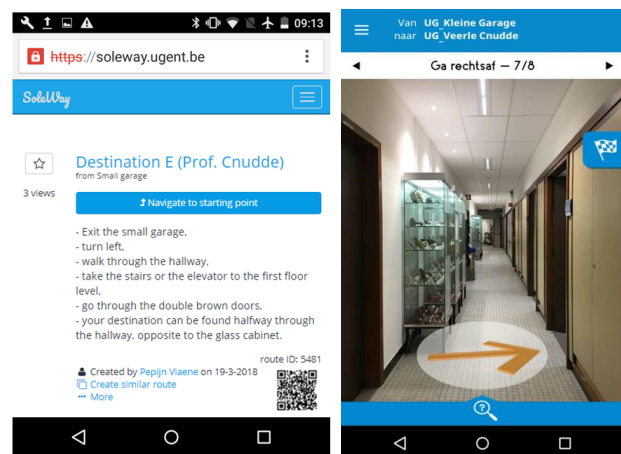 09:13
https://soleway.ugent.be
SoleWay
Destination E (Prof. Cnudde)
from Small garage
3 views
Navigate to starting point
- Exit the small garage,
- turn left,
- walk through the hallway,
- take the stairs or the elevator to the first floor
level,
- go through the double brown doors,
- your destination can be found halfway through
the hallway, opposite to the glass cabinet.
route ID: 5481
Created by Pepijn Viaene on 19-3-2018
Create similar route
More
Van UG_Kleine Garage
naar UG_Veerle Cnudde
Ga rechtsaf – 7/8
?